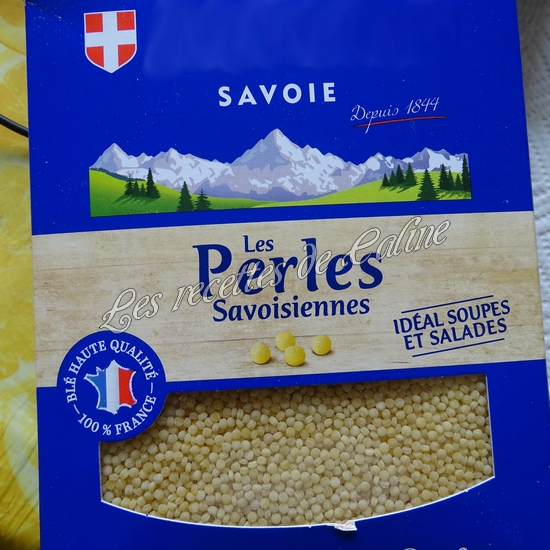 SAVOIE
Depuis 1844
Les
Perles
Savoisiennes
Les recettes de Caline
IDÉAL SOUPES
ET SALADES
BLÉ HAUTE QUALITÉ
100% FRANCE